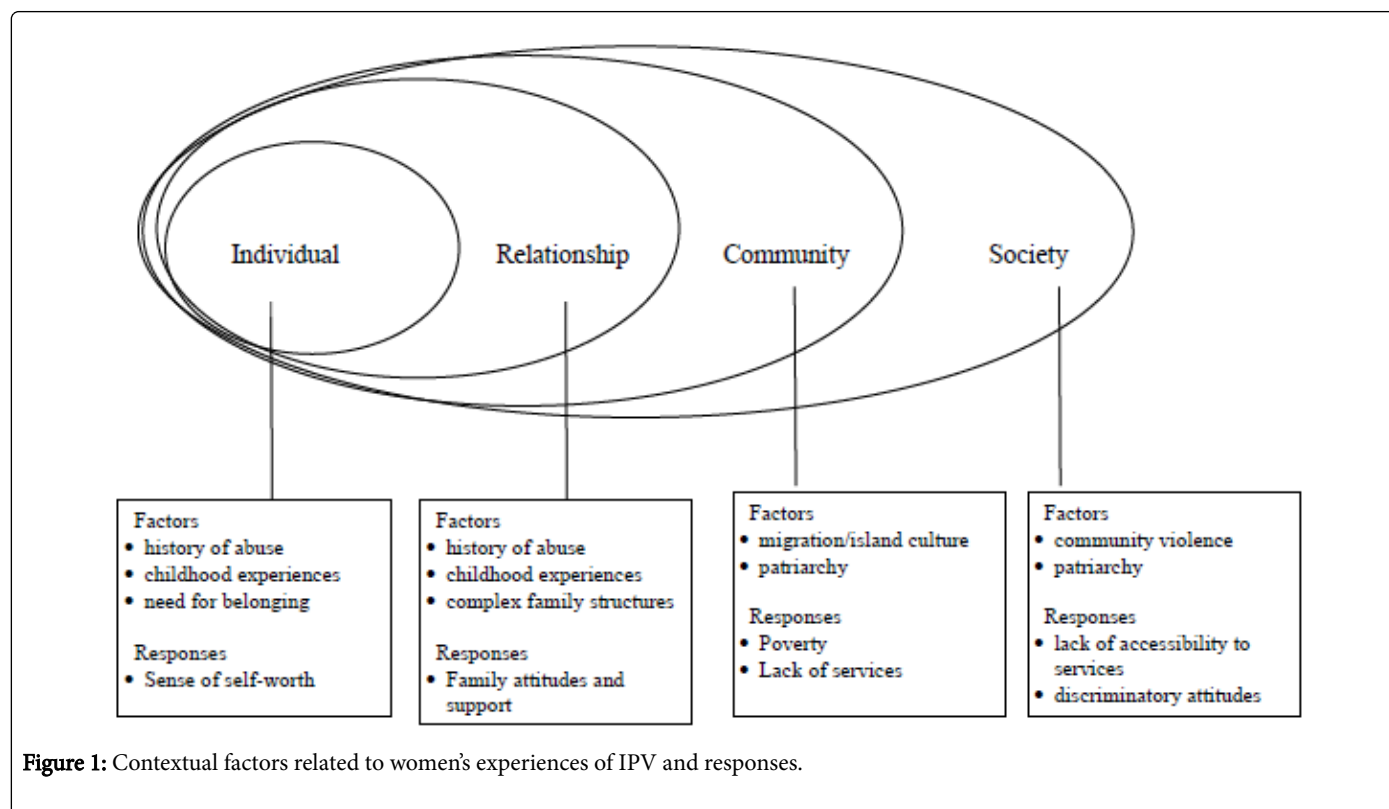 Individual
Relationship
Community
Society
Factors
• history of abuse
• childhood experiences
• need for belonging
Responses
• Sense of self-worth
Factors
• history of abuse
• childhood experiences
• complex family structures
Responses
• Family attitudes and
support
Factors
• migration/island culture
• patriarchy
Responses
• Poverty
• Lack of services
Factors
• community violence
• patriarchy
Responses
• lack of accessibility to
services
• discriminatory attitudes
Figure 1: Contextual factors related to women’s experiences of IPV and responses.